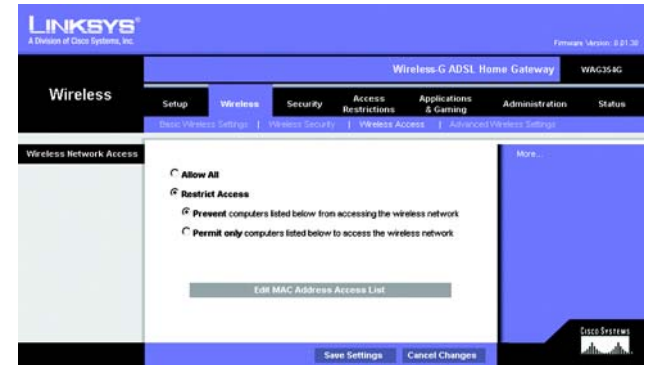 LINKSYS®
A Division of Cisco Systems, Inc.
Firmware Version: 0.01.30
Wireless-G ADSL Home Gateway WAG354G
Wireless
Setup Wireless Security Access Restrictions Applications & Gaming Administration Status
Basic Wireless Settings | Wireless Security | Wireless Access | Advanced Wireless Settings
Wireless Network Access
More...
Allow All
Restrict Access
Prevent computers listed below from accessing the wireless network
Permit only computers listed below to access the wireless network
Edit MAC Address Access List
Cisco Systems
Save Settings Cancel Changes